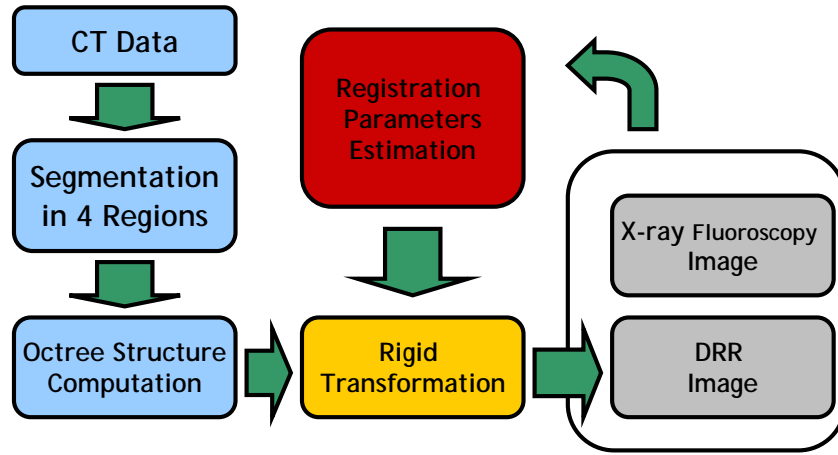 CT Data
Segmentation
in 4 Regions
Octree Structure
Computation
Registration
Parameters
Estimation
Rigid
Transformation
X-ray Fluoroscopy
Image
DRR
Image